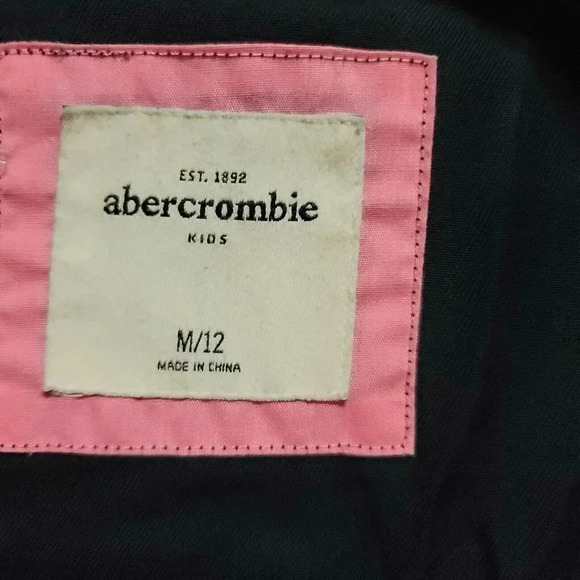 EST. 1892
abercrombie
KIDS
M/12
MADE IN CHINA